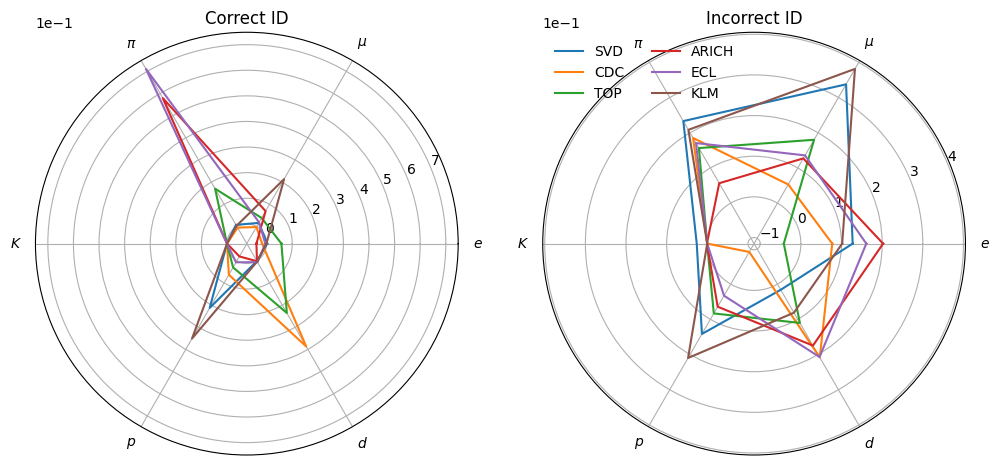 Correct ID
1e−1
π
μ
K
e
p
d
0
1
2
3
4
5
6
7
Incorrect ID
1e−1
π
μ
K
e
p
d
−1
0
1
2
3
4
SVD
CDC
TOP
ARICH
ECL
KLM